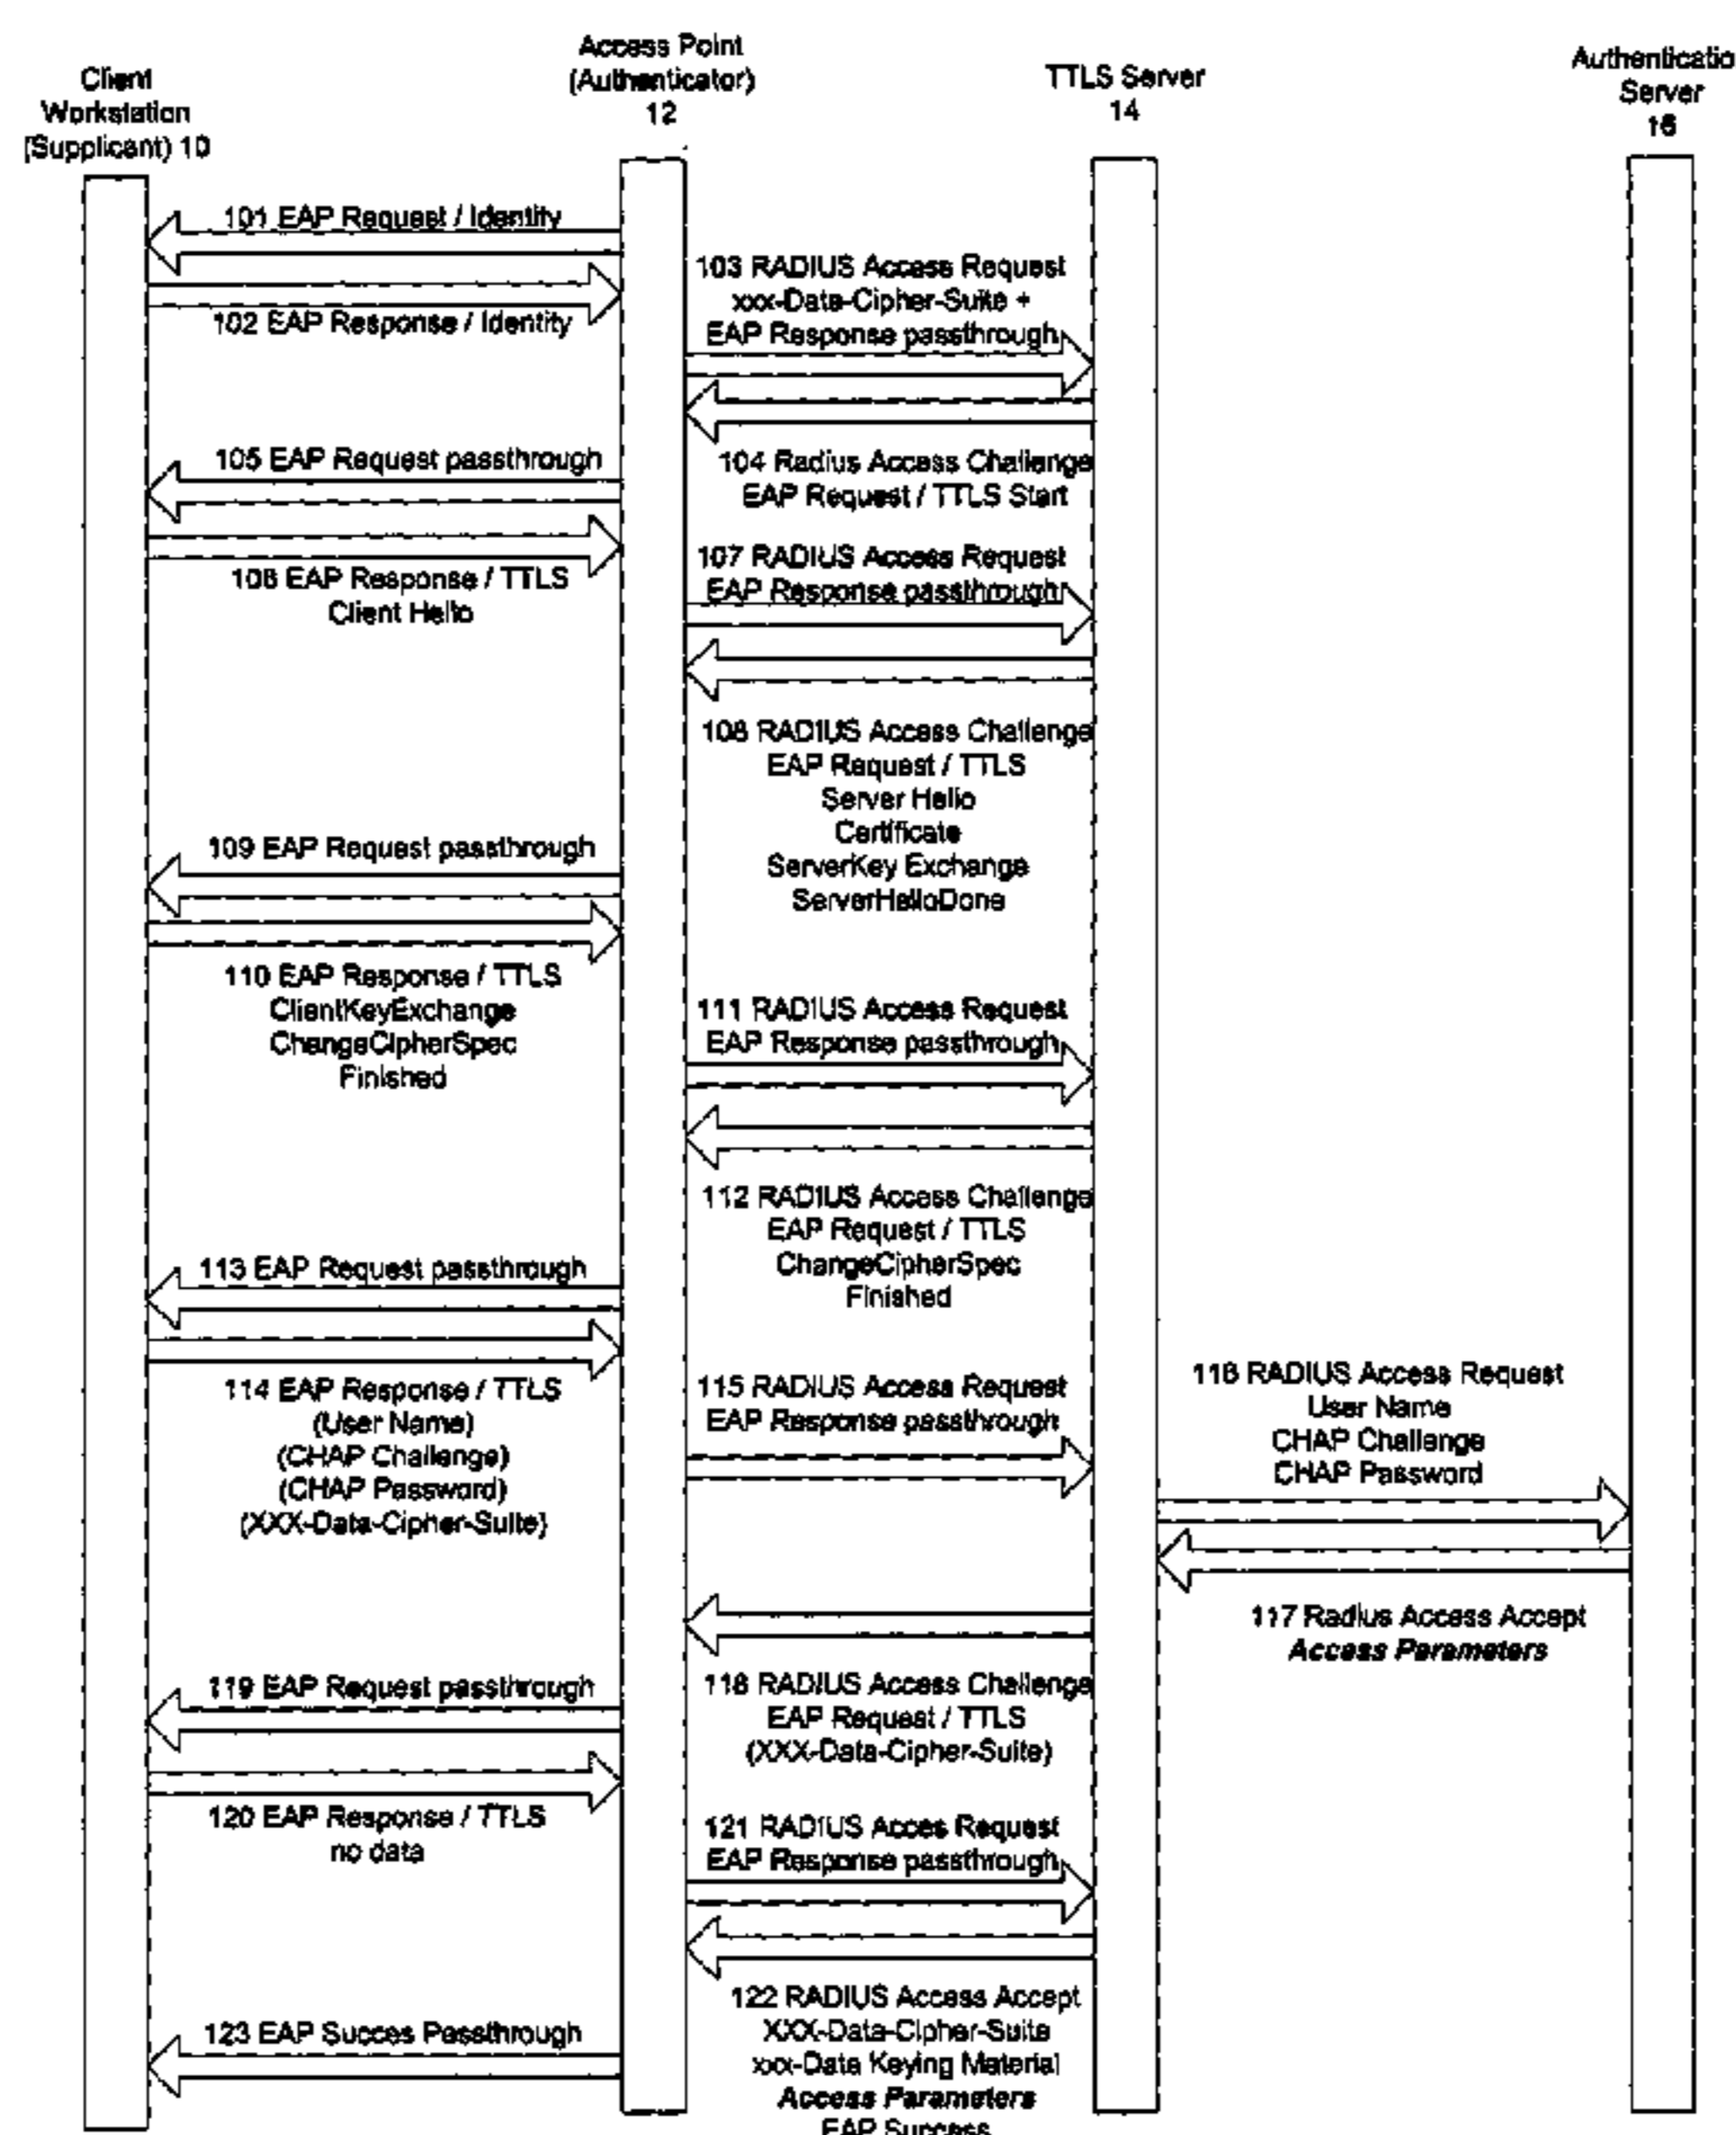 Client
Workstation
(Supplicant) 10
Access Point
(Authenticator)
12
TTLS Server
14
Authenticatio
Server
16
101 EAP Request / Identity
102 EAP Response / Identity
103 RADIUS Access Request
xxx-Data-Cipher-Suite +
EAP Response passthrough
104 Radius Access Challenge
EAP Request / TTLS Start
105 EAP Request passthrough
106 EAP Response / TTLS
Client Hello
107 RADIUS Access Request
EAP Response passthrough
108 RADIUS Access Challenge
EAP Request / TTLS
Server Hello
Certificate
ServerKey Exchange
ServerHelloDone
109 EAP Request passthrough
110 EAP Response / TTLS
ClientKeyExchange
ChangeCipherSpec
Finished
111 RADIUS Access Request
EAP Response passthrough
112 RADIUS Access Challenge
EAP Request / TTLS
ChangeCipherSpec
Finished
113 EAP Request passthrough
114 EAP Response / TTLS
(User Name)
(CHAP Challenge)
(CHAP Password)
(XXX-Data-Cipher-Suite)
115 RADIUS Access Request
EAP Response passthrough
116 RADIUS Access Request
User Name
CHAP Challenge
CHAP Password
117 Radius Access Accept
Access Parameters
118 RADIUS Access Challenge
EAP Request / TTLS
(XXX-Data-Cipher-Suite)
119 EAP Request passthrough
120 EAP Response / TTLS
no data
121 RADIUS Acces Request
EAP Response passthrough
122 RADIUS Access Accept
XXX-Data-Cipher-Suite
xxx-Data Keying Material
Access Parameters
EAP Success
123 EAP Succes Passthrough